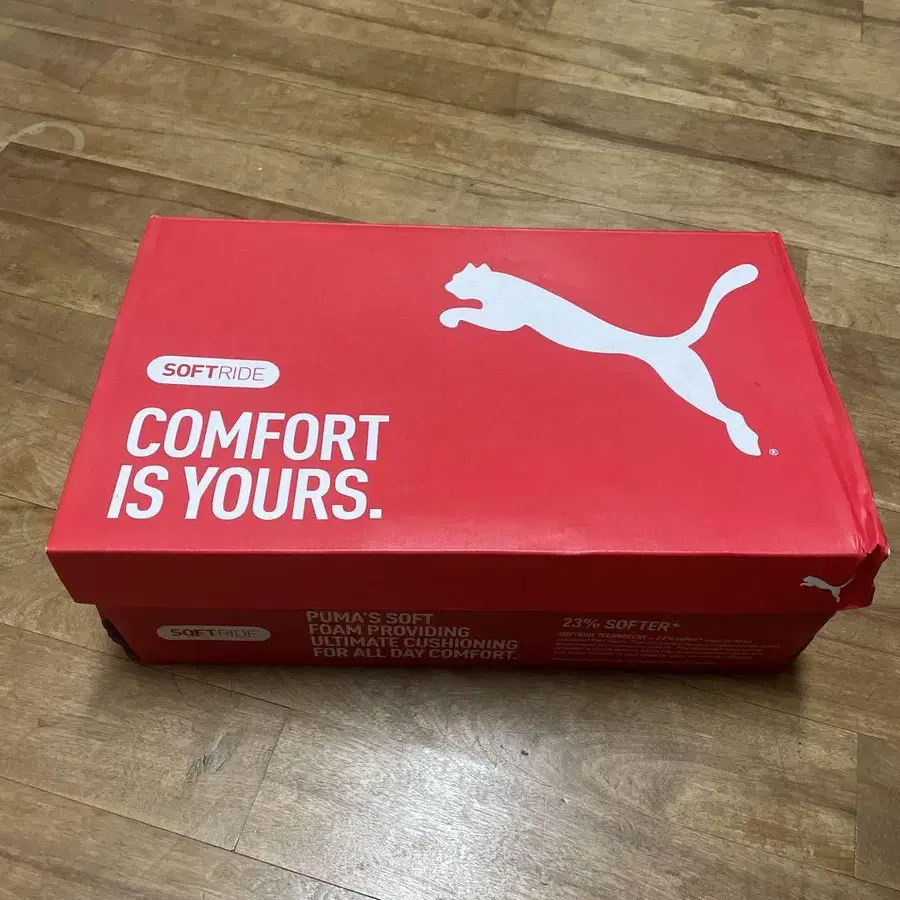 SOFTRIDE
COMFORT
IS YOURS.
®
SOFTRIDE
PUMA'S SOFT
FOAM PROVIDING
ULTIMATE CUSHIONING
FOR ALL DAY COMFORT.
23% SOFTER*